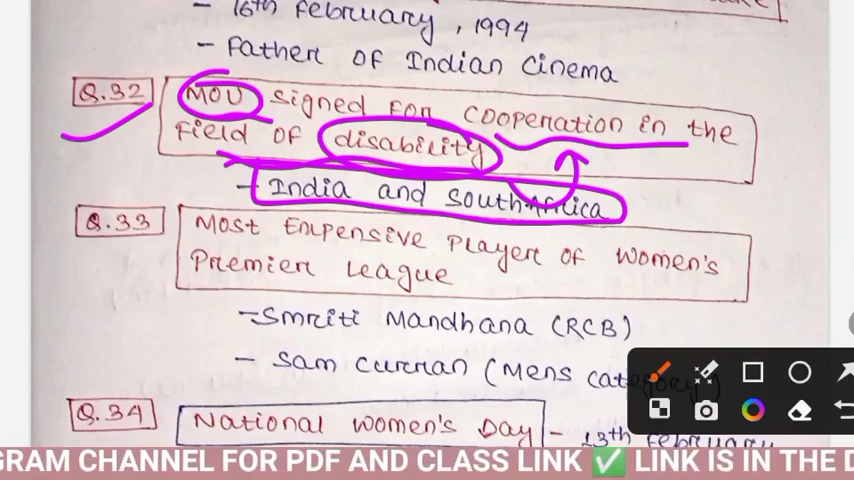 - 16th February, 1994
- Father of Indian Cinema
Q.32
MOU signed for cooperation in the
field of disability
- India and South Africa
Q.33
Most Expensive Player of Women's
Premier League
- Smriti Mandhana (RCB)
- Sam Curran (Mens category)
Q.34
National Women's Day - 13th February
GRAM CHANNEL FOR PDF AND CLASS LINK ✅ LINK IS IN THE D